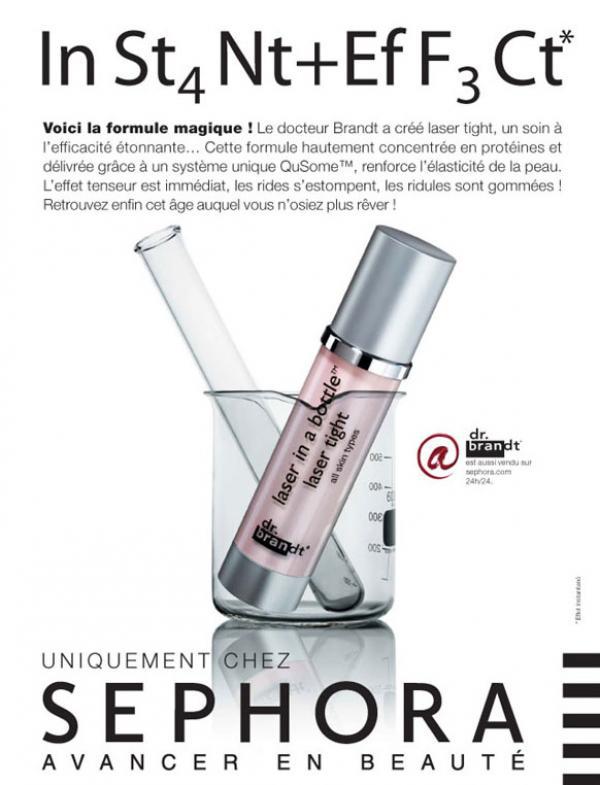 In St4 Nt+Ef F3 Ct*
Voici la formule magique ! Le docteur Brandt a créé laser tight, un soin à
l'efficacité étonnante… Cette formule hautement concentrée en protéines et
délivrée grâce à un système unique QuSome™, renforce l'élasticité de la peau.
L'effet tenseur est immédiat, les rides s'estompent, les ridules sont gommées !
Retrouvez enfin cet âge auquel vous n'osiez plus rêver !
laser in a bottle™
laser tight
all skin types
dr.
brandt*
500
400
300
200
@
dr.
brandt
est aussi vendu sur
sephora.com
24h/24.
* Effet instantané
UNIQUEMENT CHEZ
SEPHORA
AVANCER EN BEAUTÉ